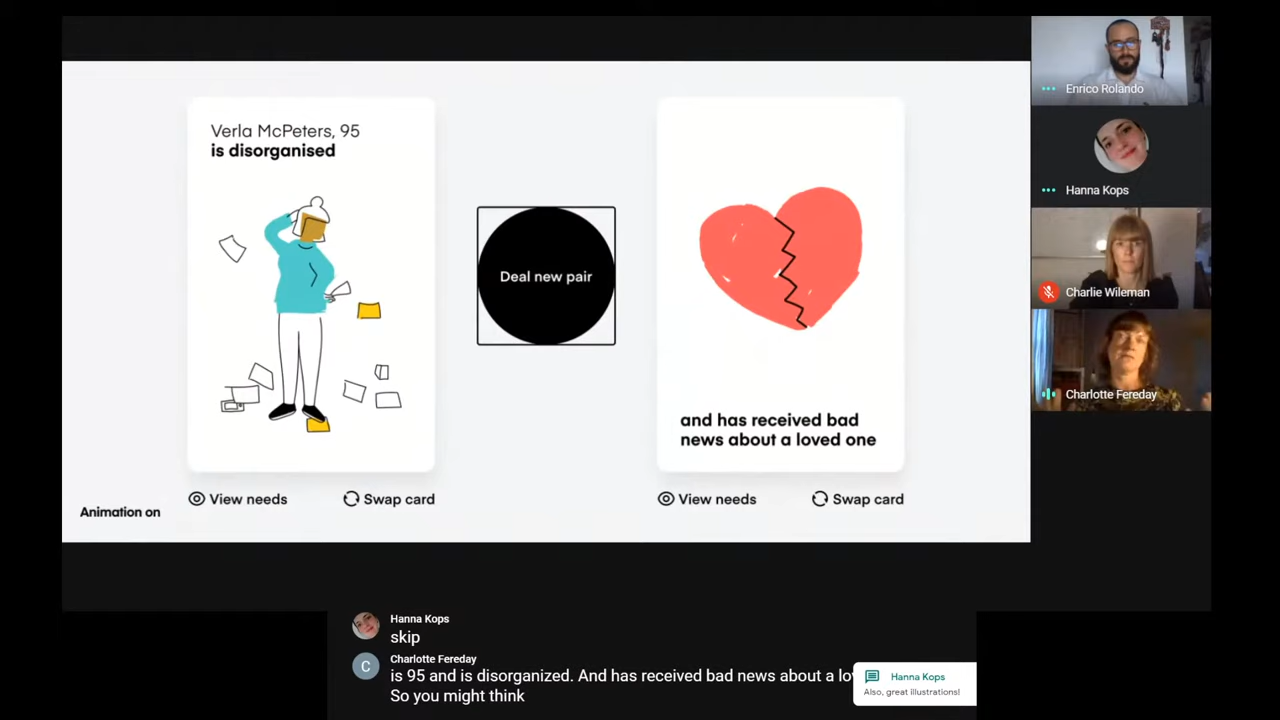 Verla McPeters, 95
is disorganised
Deal new pair
and has received bad
news about a loved one
View needs
Swap card
View needs
Swap card
Animation on
Enrico Rolando
Hanna Kops
Charlie Wileman
Charlotte Fereday
Hanna Kops
skip
C
Charlotte Fereday
is 95 and is disorganized. And has received bad news about a
So you might think
Hanna Kops
Also, great illustrations!